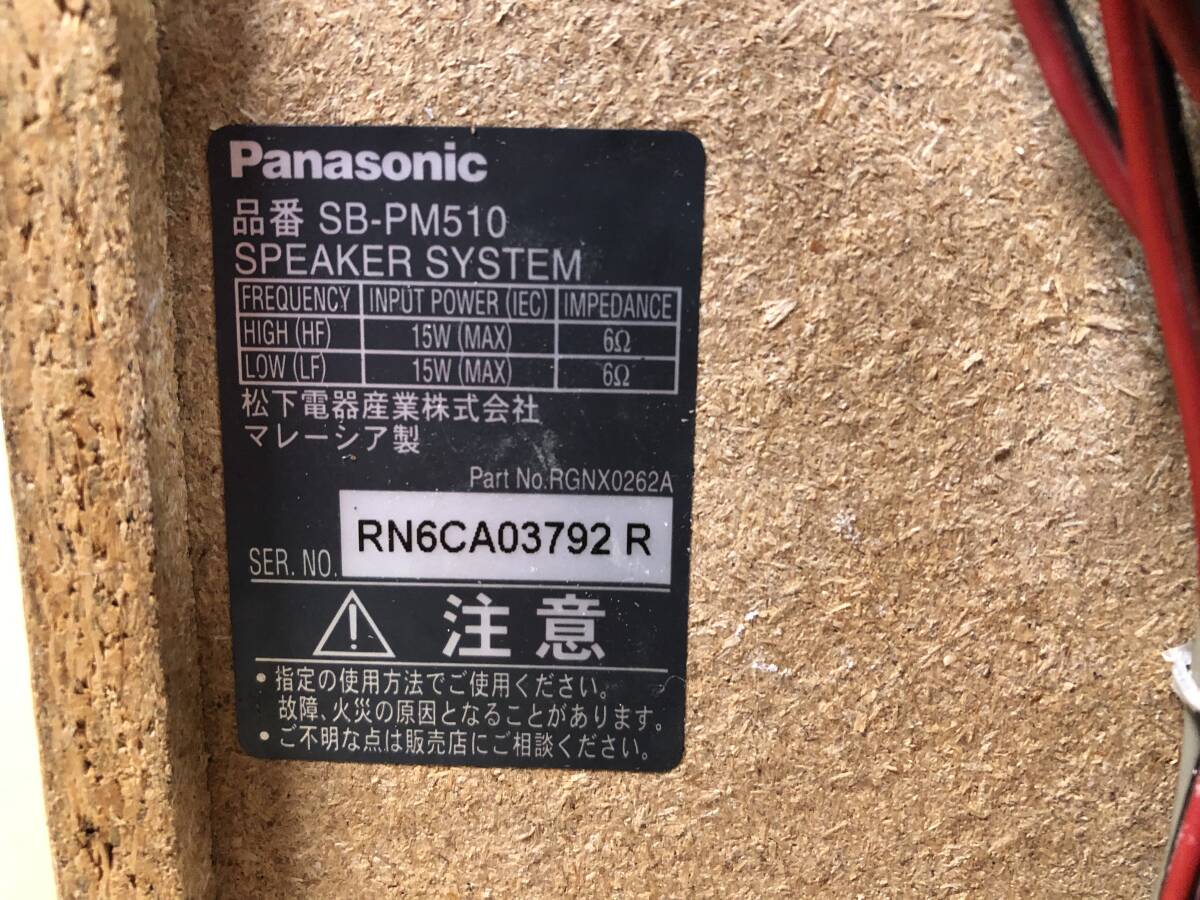 Panasonic
品番 SB-PM510
SPEAKER SYSTEM
FREQUENCY INPUT POWER (IEC) IMPEDANCE
HIGH (HF) 15W (MAX) 6Ω
LOW (LF) 15W (MAX) 6Ω
松下電器産業株式会社
マレーシア製
Part No.RGNX0262A
SER. NO. RN6CA03792 R
注意
• 指定の使用方法でご使用ください。
故障、火災の原因となることがあります。
• ご不明な点は販売店にご相談ください。